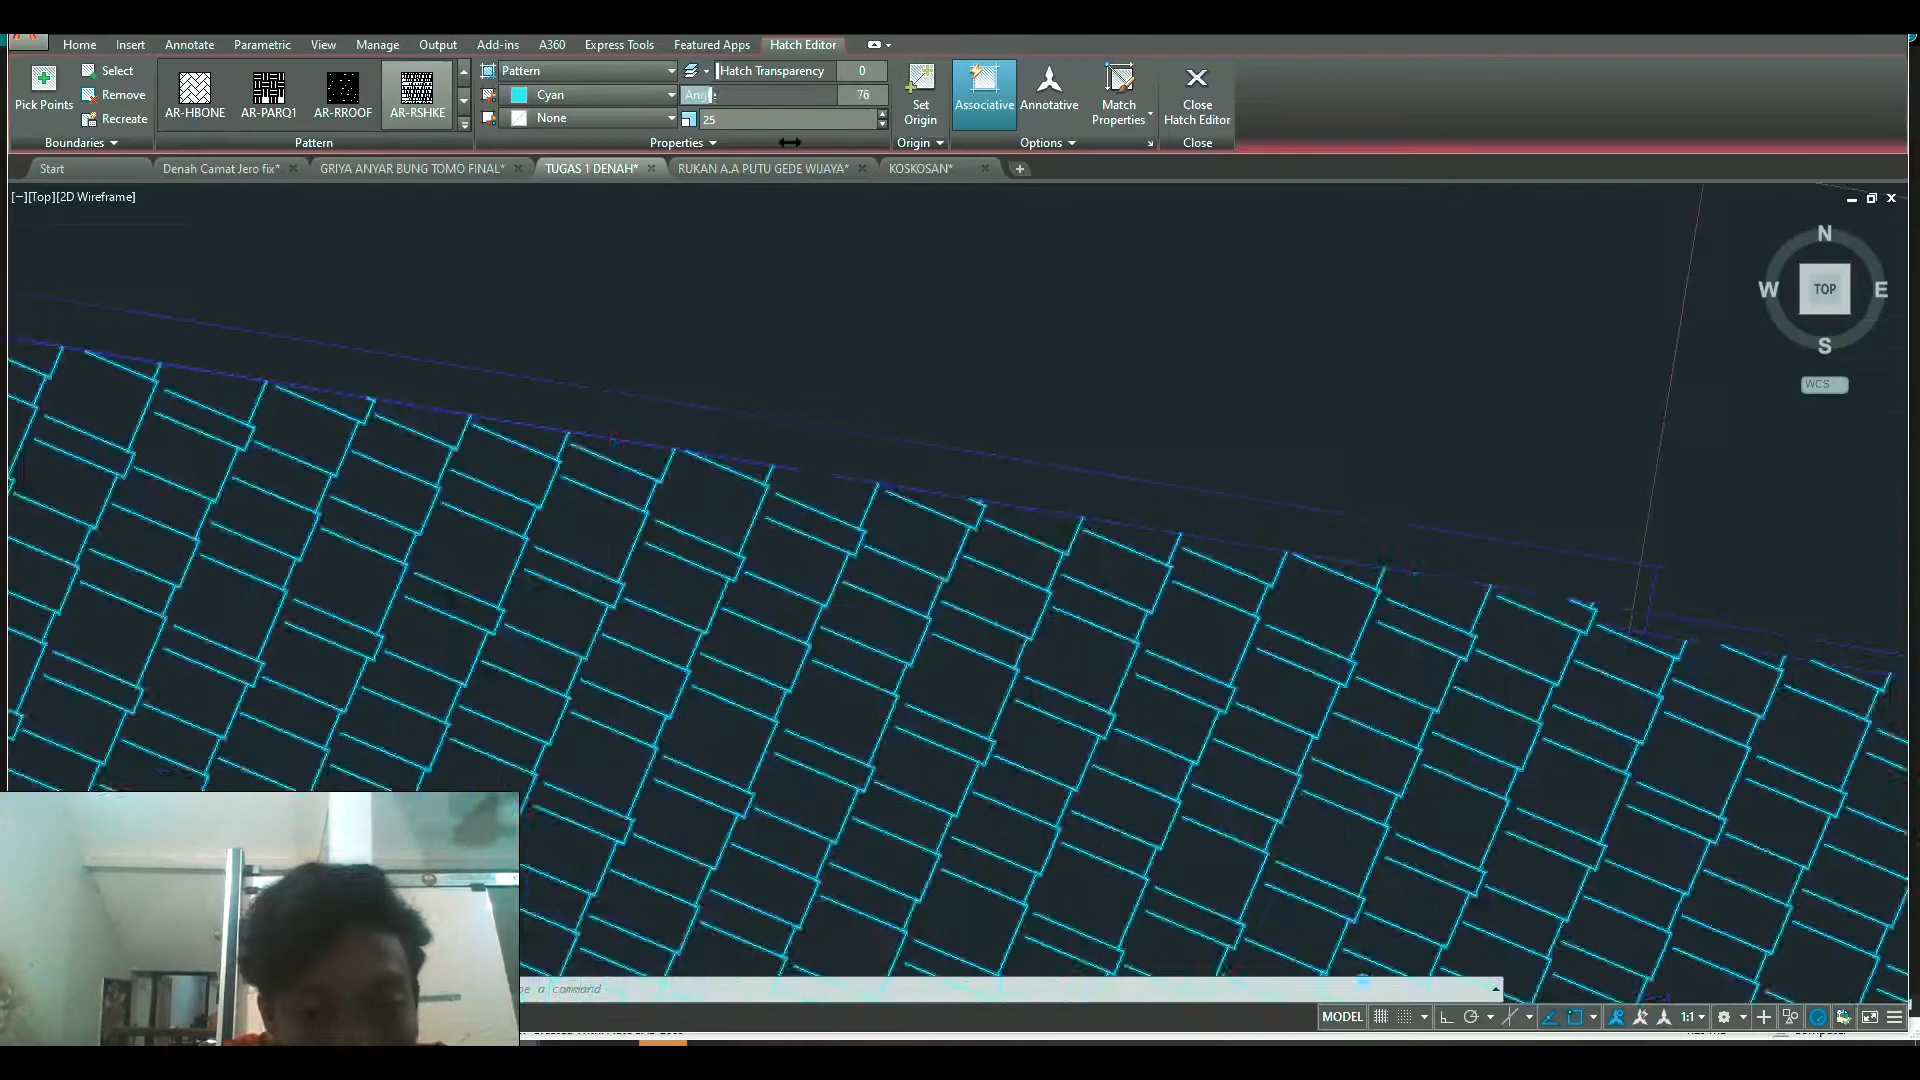 Home Insert Annotate Parametric View Manage Output Add-ins A360 Express Tools Featured Apps Hatch Editor
Pick Points
Select
Remove
Recreate
Boundaries
AR-HBONE AR-PARQ1 AR-RROOF AR-RSHKE
Pattern
Pattern
Cyan
None
Hatch Transparency 0
76
25
Properties
Set
Origin
Origin
Associative
Annotative
Match
Properties
Options
Close
Hatch Editor
Close
Start Denah Camat Jero fix* GRIYA ANYAR BUNG TOMO FINAL* TUGAS 1 DENAH* RUKAN A.A PUTU GEDE WIJAYA* KOSKOSAN*
[−][Top][2D Wireframe]
N
W TOP E
S
WCS
a command
MODEL 1:1